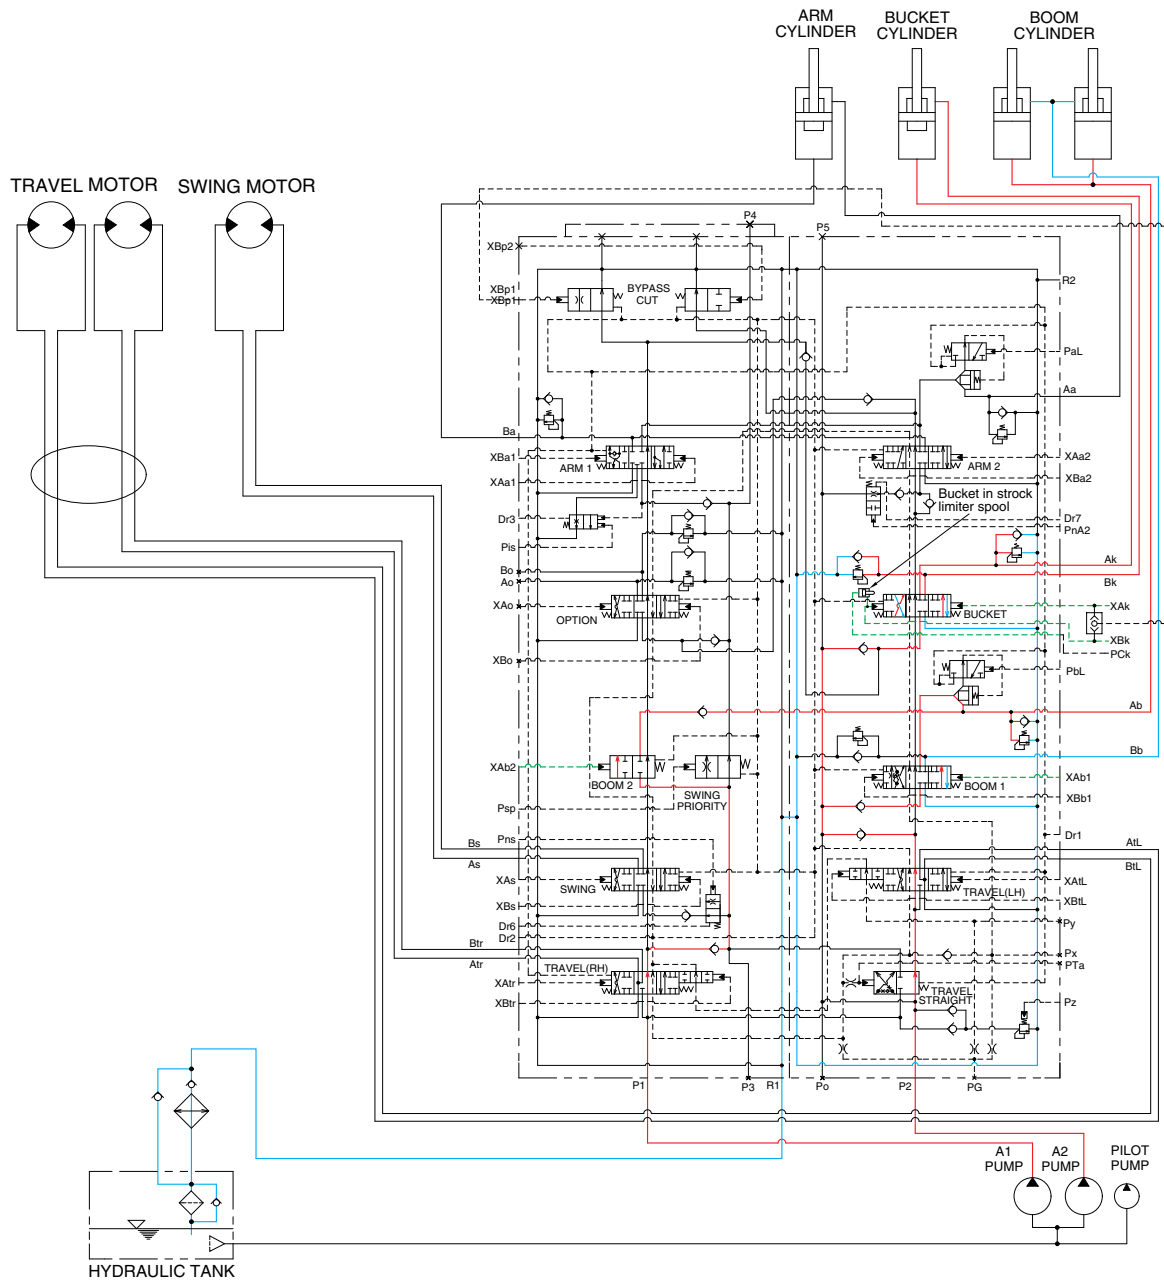 ARM
CYLINDER
BUCKET
CYLINDER
BOOM
CYLINDER
TRAVEL MOTOR
SWING MOTOR
P4
P5
XBp2
R2
XBp1
XBp1
BYPASS
CUT
PaL
Aa
Ba
XBa1
ARM 1
XAa1
ARM 2
XAa2
XBa2
Bucket in strock
limiter spool
Dr3
Dr7
PnA2
Pis
Ak
Bo
Ao
Bk
XAo
OPTION
BUCKET
XAk
XBk
PCk
XBo
PbL
Ab
Bb
XAb2
BOOM 2
SWING
PRIORITY
BOOM 1
XAb1
XBb1
Psp
Pns
Dr1
Bs
AtL
As
BtL
XAs
SWING
TRAVEL(LH)
XAtL
XBs
XBtL
Dr6
Py
Dr2
Btr
Px
Atr
TRAVEL(RH)
PTa
XAtr
TRAVEL
STRAIGHT
XBtr
Pz
P1
P3
R1
Po
P2
PG
A1
PUMP
A2
PUMP
PILOT
PUMP
HYDRAULIC TANK